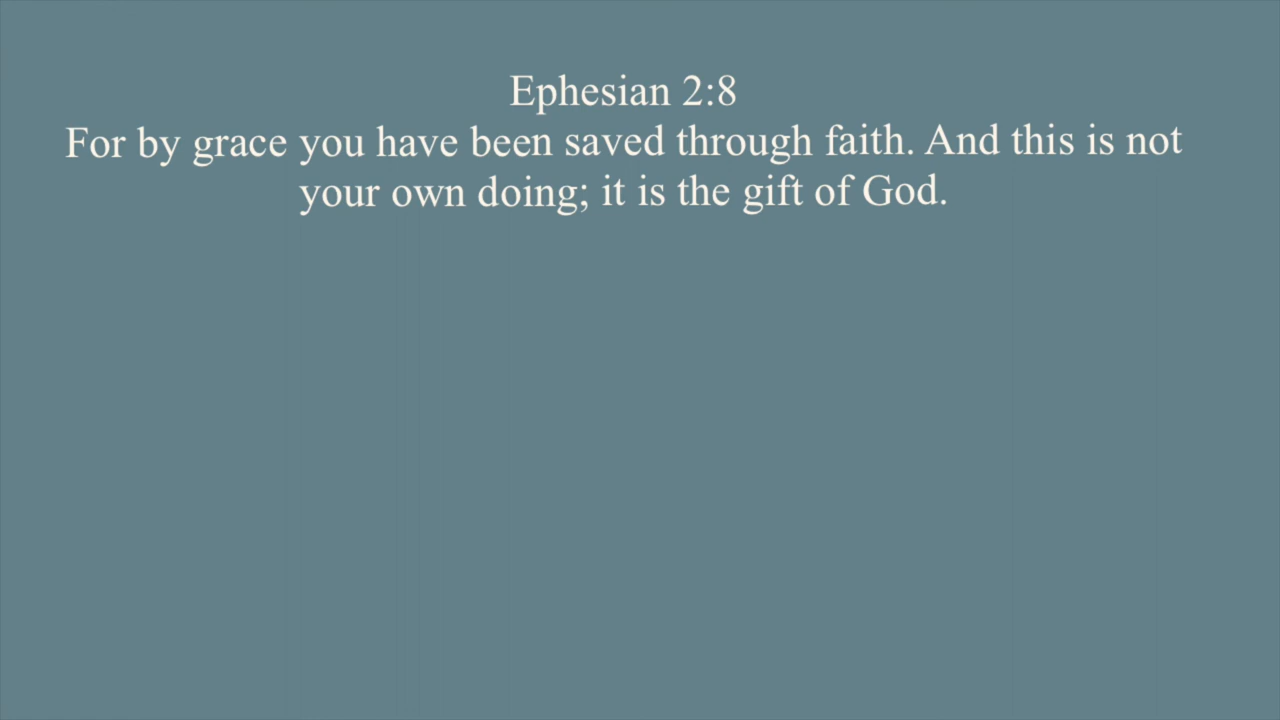 Ephesian 2:8
For by grace you have been saved through faith. And this is not
your own doing; it is the gift of God.